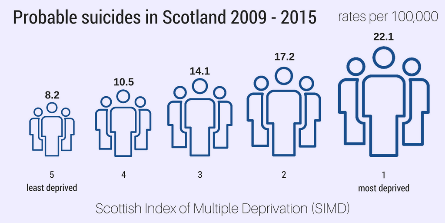 Probable suicides in Scotland 2009 - 2015
rates per 100,000
8.2
10.5
14.1
17.2
22.1
5
4
3
2
1
least deprived
most deprived
Scottish Index of Multiple Deprivation (SIMD)